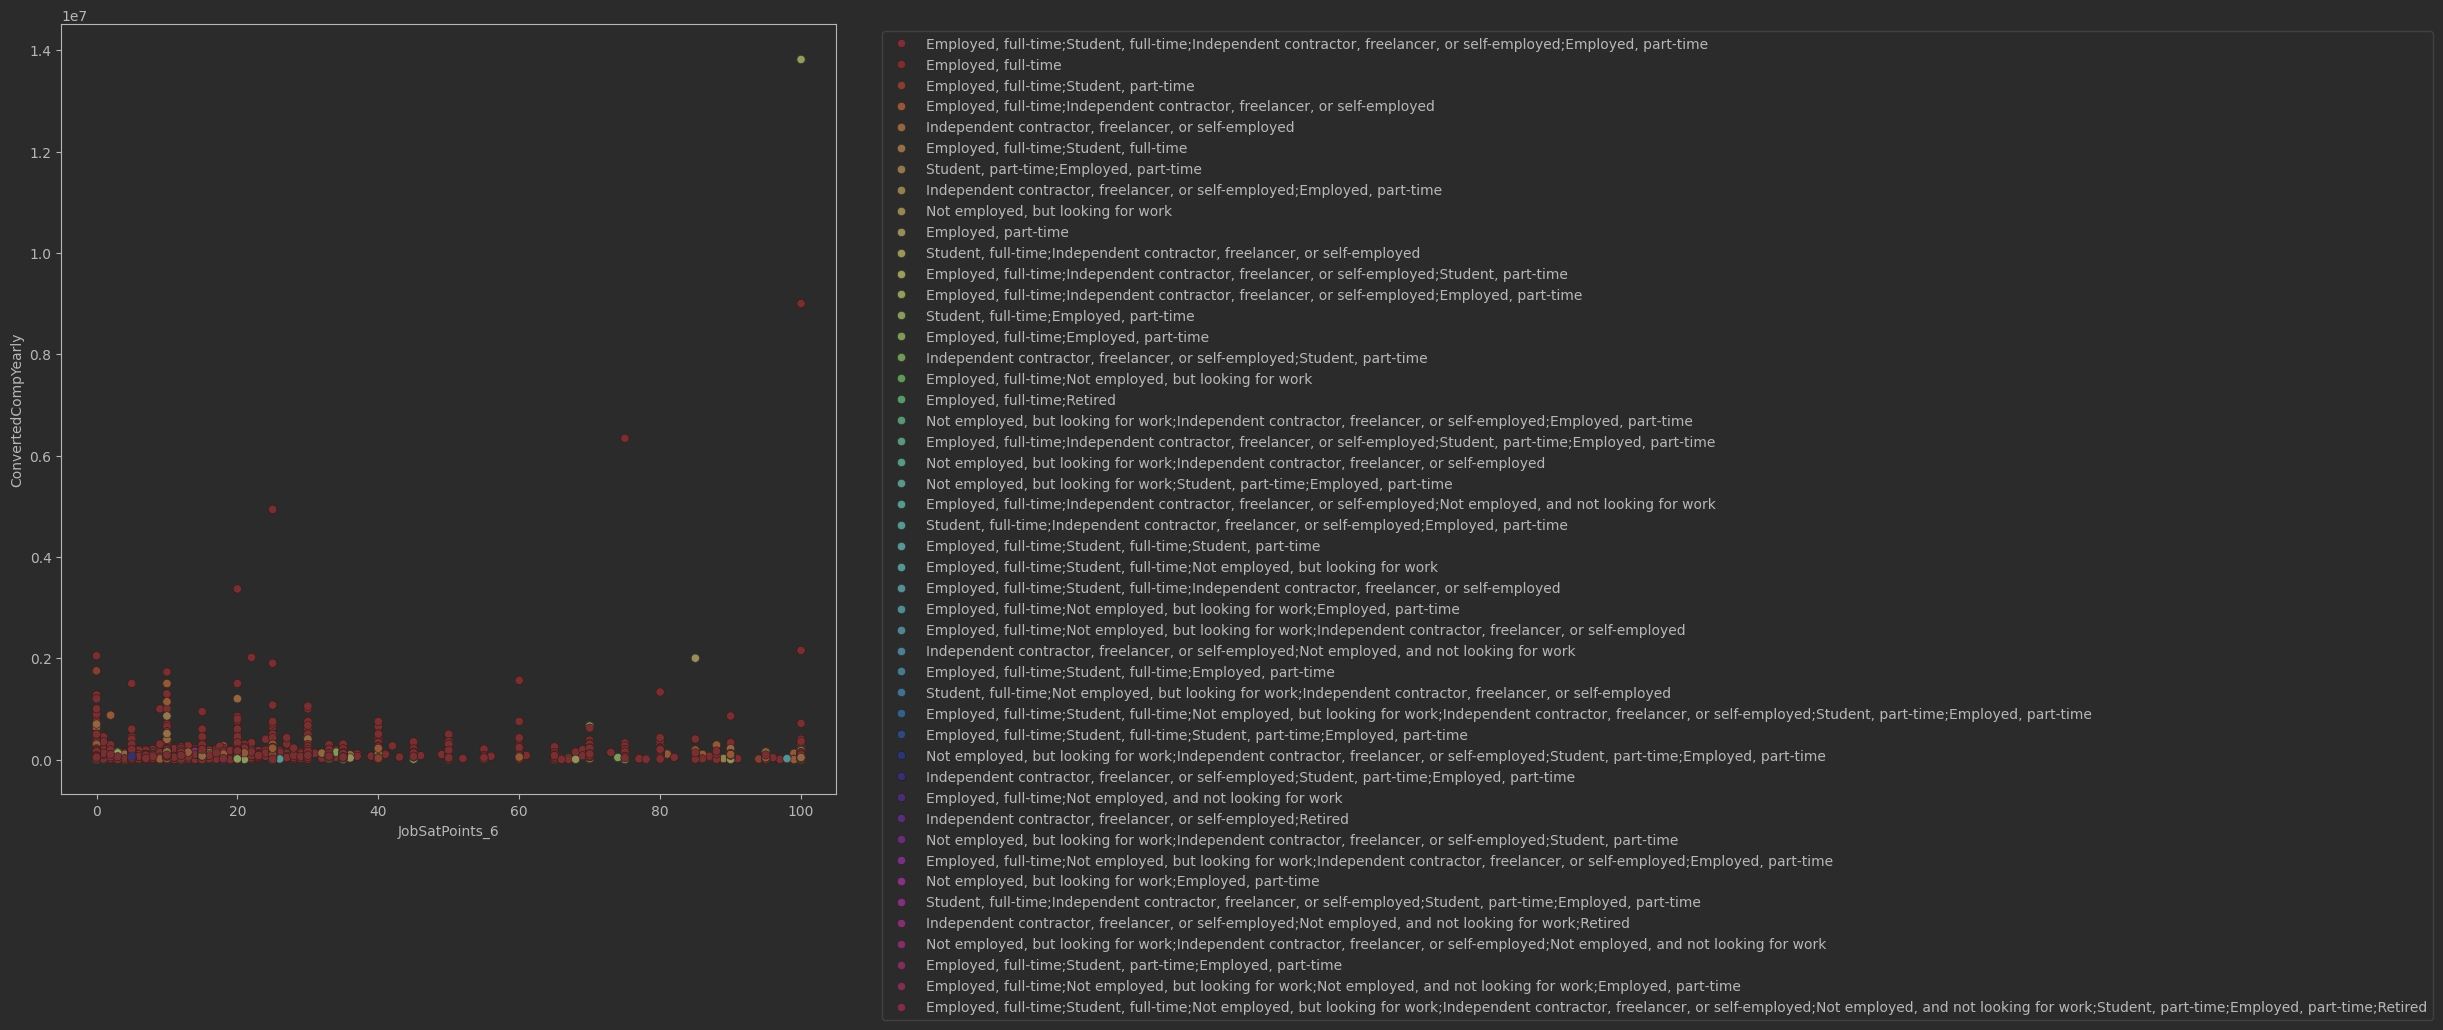 1e7
1.4
1.2
1.0
0.8
0.6
0.4
0.2
0.0
ConvertedCompYearly
0 20 40 60 80 100
JobSatPoints_6
Employed, full-time;Student, full-time;Independent contractor, freelancer, or self-employed;Employed, part-time
Employed, full-time
Employed, full-time;Student, part-time
Employed, full-time;Independent contractor, freelancer, or self-employed
Independent contractor, freelancer, or self-employed
Employed, full-time;Student, full-time
Student, part-time;Employed, part-time
Independent contractor, freelancer, or self-employed;Employed, part-time
Not employed, but looking for work
Employed, part-time
Student, full-time;Independent contractor, freelancer, or self-employed
Employed, full-time;Independent contractor, freelancer, or self-employed;Student, part-time
Employed, full-time;Independent contractor, freelancer, or self-employed;Employed, part-time
Student, full-time;Employed, part-time
Employed, full-time;Employed, part-time
Independent contractor, freelancer, or self-employed;Student, part-time
Employed, full-time;Not employed, but looking for work
Employed, full-time;Retired
Not employed, but looking for work;Independent contractor, freelancer, or self-employed;Employed, part-time
Employed, full-time;Independent contractor, freelancer, or self-employed;Student, part-time;Employed, part-time
Not employed, but looking for work;Independent contractor, freelancer, or self-employed
Not employed, but looking for work;Student, part-time;Employed, part-time
Employed, full-time;Independent contractor, freelancer, or self-employed;Not employed, and not looking for work
Student, full-time;Independent contractor, freelancer, or self-employed;Employed, part-time
Employed, full-time;Student, full-time;Student, part-time
Employed, full-time;Student, full-time;Not employed, but looking for work
Employed, full-time;Student, full-time;Independent contractor, freelancer, or self-employed
Employed, full-time;Not employed, but looking for work;Employed, part-time
Employed, full-time;Not employed, but looking for work;Independent contractor, freelancer, or self-employed
Independent contractor, freelancer, or self-employed;Not employed, and not looking for work
Employed, full-time;Student, full-time;Employed, part-time
Student, full-time;Not employed, but looking for work;Independent contractor, freelancer, or self-employed
Employed, full-time;Student, full-time;Not employed, but looking for work;Independent contractor, freelancer, or self-employed;Student, part-time;Employed, part-time
Employed, full-time;Student, full-time;Student, part-time;Employed, part-time
Not employed, but looking for work;Independent contractor, freelancer, or self-employed;Student, part-time;Employed, part-time
Independent contractor, freelancer, or self-employed;Student, part-time;Employed, part-time
Employed, full-time;Not employed, and not looking for work
Independent contractor, freelancer, or self-employed;Retired
Not employed, but looking for work;Independent contractor, freelancer, or self-employed;Student, part-time
Employed, full-time;Not employed, but looking for work;Independent contractor, freelancer, or self-employed;Employed, part-time
Not employed, but looking for work;Employed, part-time
Student, full-time;Independent contractor, freelancer, or self-employed;Student, part-time;Employed, part-time
Independent contractor, freelancer, or self-employed;Not employed, and not looking for work;Retired
Not employed, but looking for work;Independent contractor, freelancer, or self-employed;Not employed, and not looking for work
Employed, full-time;Student, part-time;Employed, part-time
Employed, full-time;Not employed, but looking for work;Not employed, and not looking for work;Employed, part-time
Employed, full-time;Student, full-time;Not employed, but looking for work;Independent contractor, freelancer, or self-employed;Not employed, and not looking for work;Student, part-time;Employed, part-time;Retired